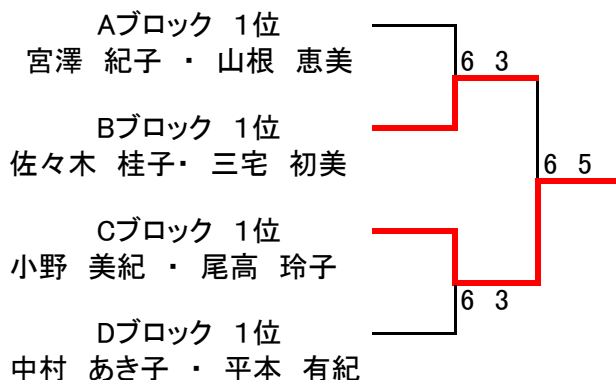 Aブロック 1位
宮澤 紀子 ・ 山根 恵美
6 3
Bブロック 1位
佐々木 桂子・ 三宅 初美
6 5
Cブロック 1位
小野 美紀 ・ 尾高 玲子
6 3
Dブロック 1位
中村 あき子 ・ 平本 有紀